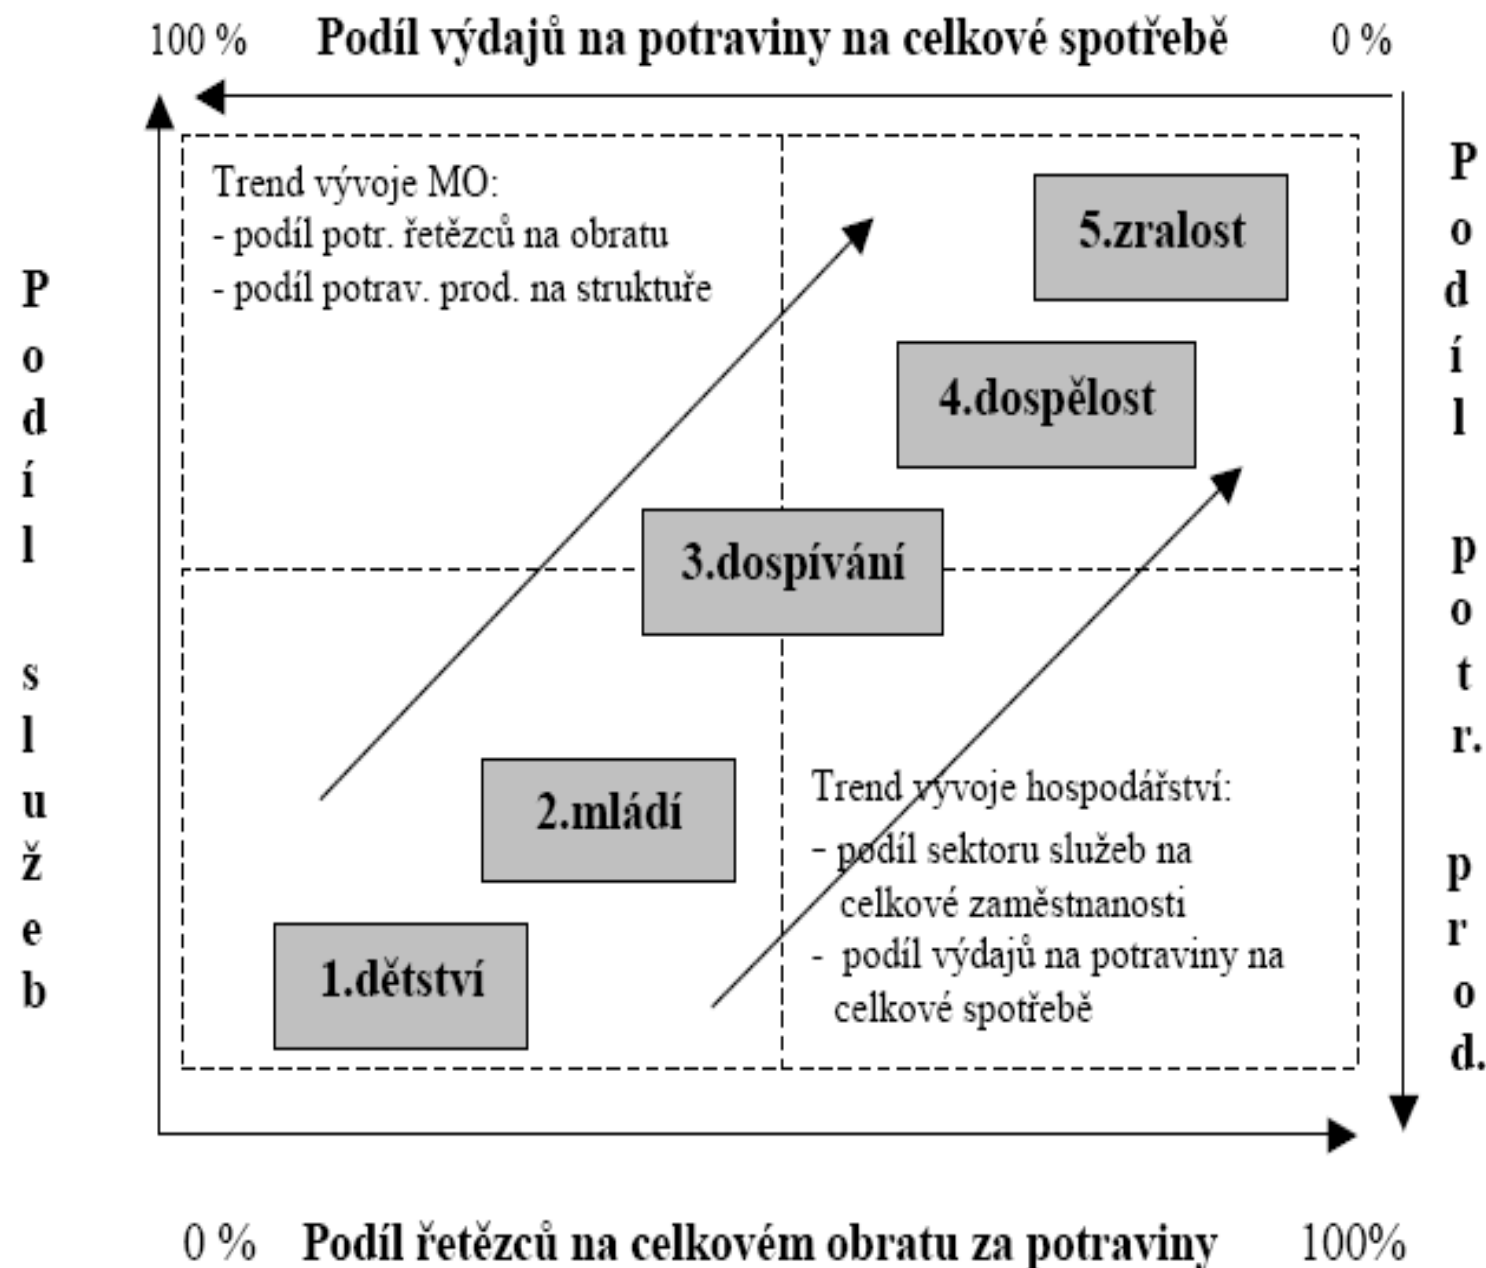 100 % Podíl výdajů na potraviny na celkové spotřebě 0 %
Trend vývoje MO:
- podíl potr. řetězců na obratu
- podíl potrav. prod. na struktuře
5.zralost
4.dospělost
3.dospívání
2.mládí
1.dětství
Trend vývoje hospodářství:
- podíl sektoru služeb na
celkové zaměstnanosti
- podíl výdajů na potraviny na
celkové spotřebě
Podíl služeb
Podíl potr. prod.
0 % Podíl řetězců na celkovém obratu za potraviny 100%